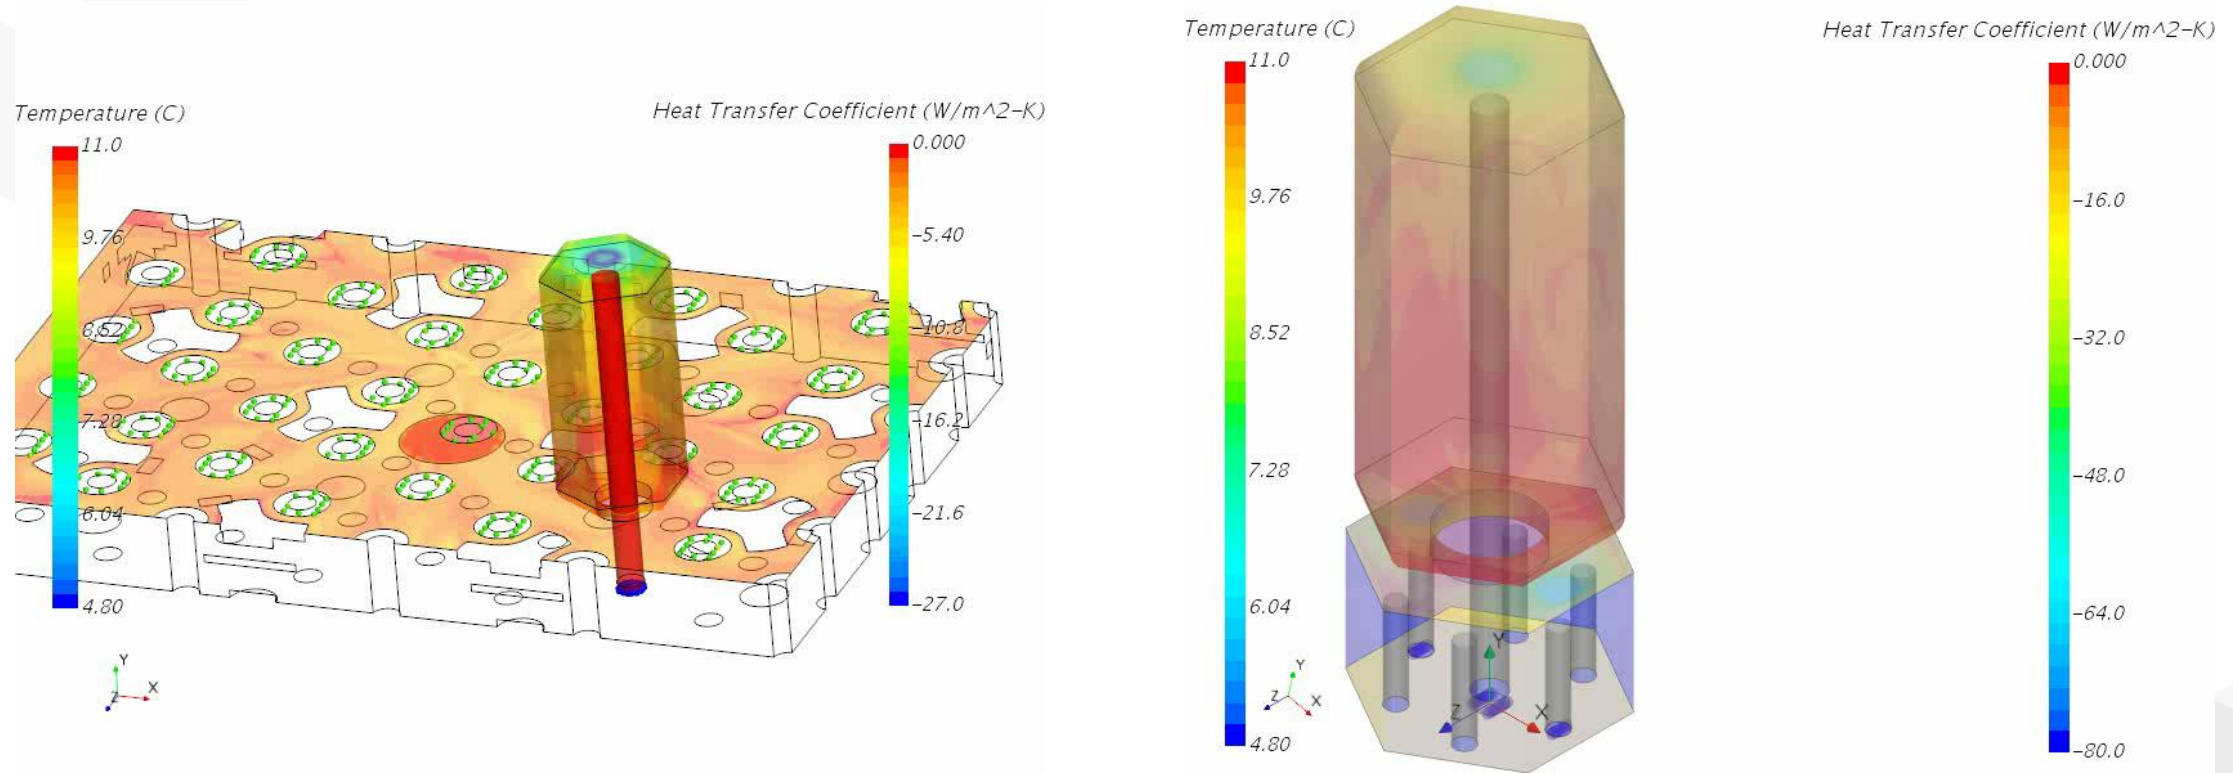 Temperature (C)
11.0
9.76
8.52
7.28
6.04
4.80
Heat Transfer Coefficient (W/m^2-K)
0.000
-5.40
-10.8
-16.2
-21.6
-27.0
Y
X
Z
Temperature (C)
11.0
9.76
8.52
7.28
6.04
4.80
Y
Z
X
Y
Z
X
Heat Transfer Coefficient (W/m^2-K)
0.000
-16.0
-32.0
-48.0
-64.0
-80.0